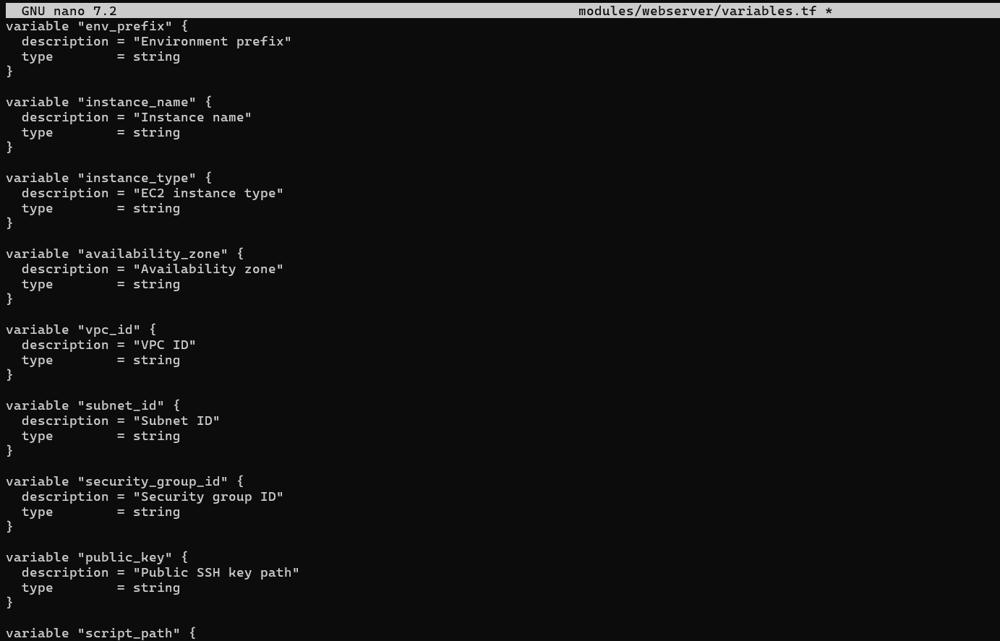 GNU nano 7.2 modules/webserver/variables.tf *
variable "env_prefix" {
  description = "Environment prefix"
  type        = string
}

variable "instance_name" {
  description = "Instance name"
  type        = string
}

variable "instance_type" {
  description = "EC2 instance type"
  type        = string
}

variable "availability_zone" {
  description = "Availability zone"
  type        = string
}

variable "vpc_id" {
  description = "VPC ID"
  type        = string
}

variable "subnet_id" {
  description = "Subnet ID"
  type        = string
}

variable "security_group_id" {
  description = "Security group ID"
  type        = string
}

variable "public_key" {
  description = "Public SSH key path"
  type        = string
}

variable "script_path" {